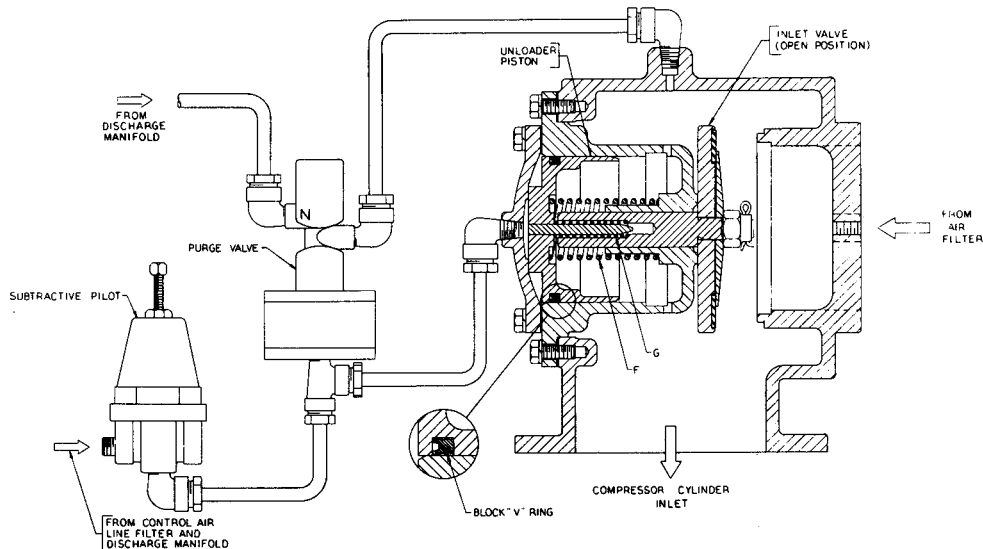 UNLOADER
PISTON
INLET VALVE
(OPEN POSITION)
FROM
DISCHARGE
MANIFOLD
N
FROM
AIR
FILTER
PURGE VALVE
SUBTRACTIVE PILOT
G
F
COMPRESSOR CYLINDER
INLET
BLOCK "V" RING
FROM CONTROL AIR
LINE FILTER AND
DISCHARGE MANIFOLD